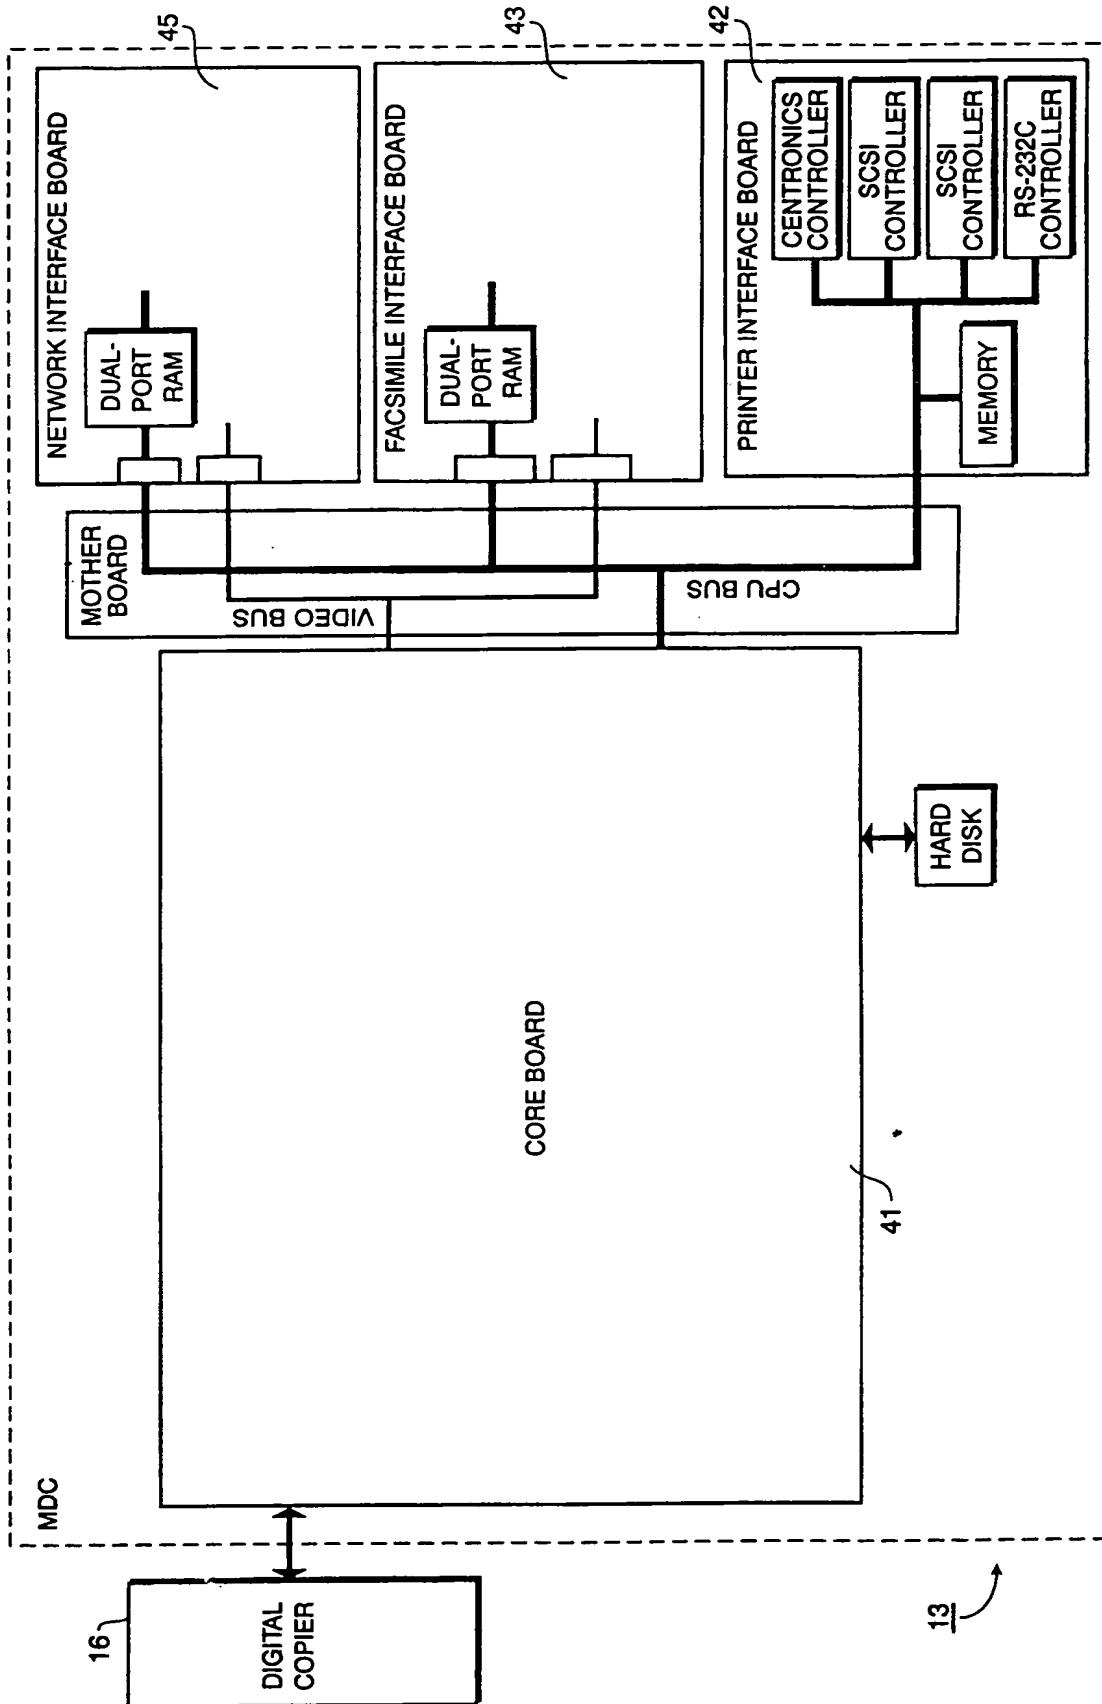 MDC
16
DIGITAL
COPIER
13
CORE BOARD
41
HARD
DISK
MOTHER
BOARD
VIDEO BUS
CPU BUS
NETWORK INTERFACE BOARD
45
DUAL-
PORT
RAM
FACSIMILE INTERFACE BOARD
43
DUAL-
PORT
RAM
PRINTER INTERFACE BOARD
42
CENTRONICS
CONTROLLER
SCSI
CONTROLLER
SCSI
CONTROLLER
RS-232C
CONTROLLER
MEMORY